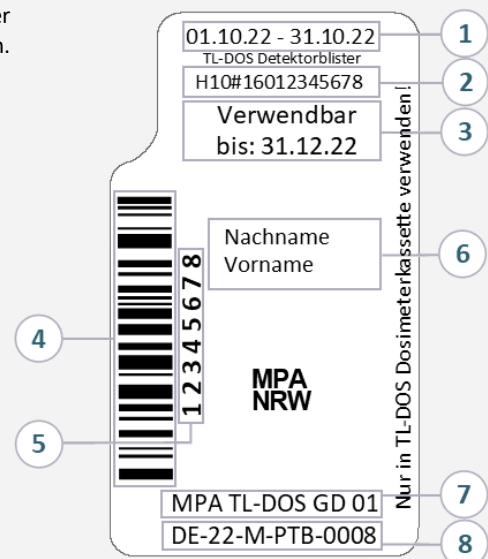 er
n.
01.10.22 - 31.10.22
TL-DOS Detektorblister
H10#16012345678
Verwendbar
bis: 31.12.22
Nachname
Vorname
12345678
MPA
NRW
MPA TL-DOS GD 01
DE-22-M-PTB-0008
Nur in TL-DOS Dosimeterkassette verwenden!
1
2
3
4
5
6
7
8